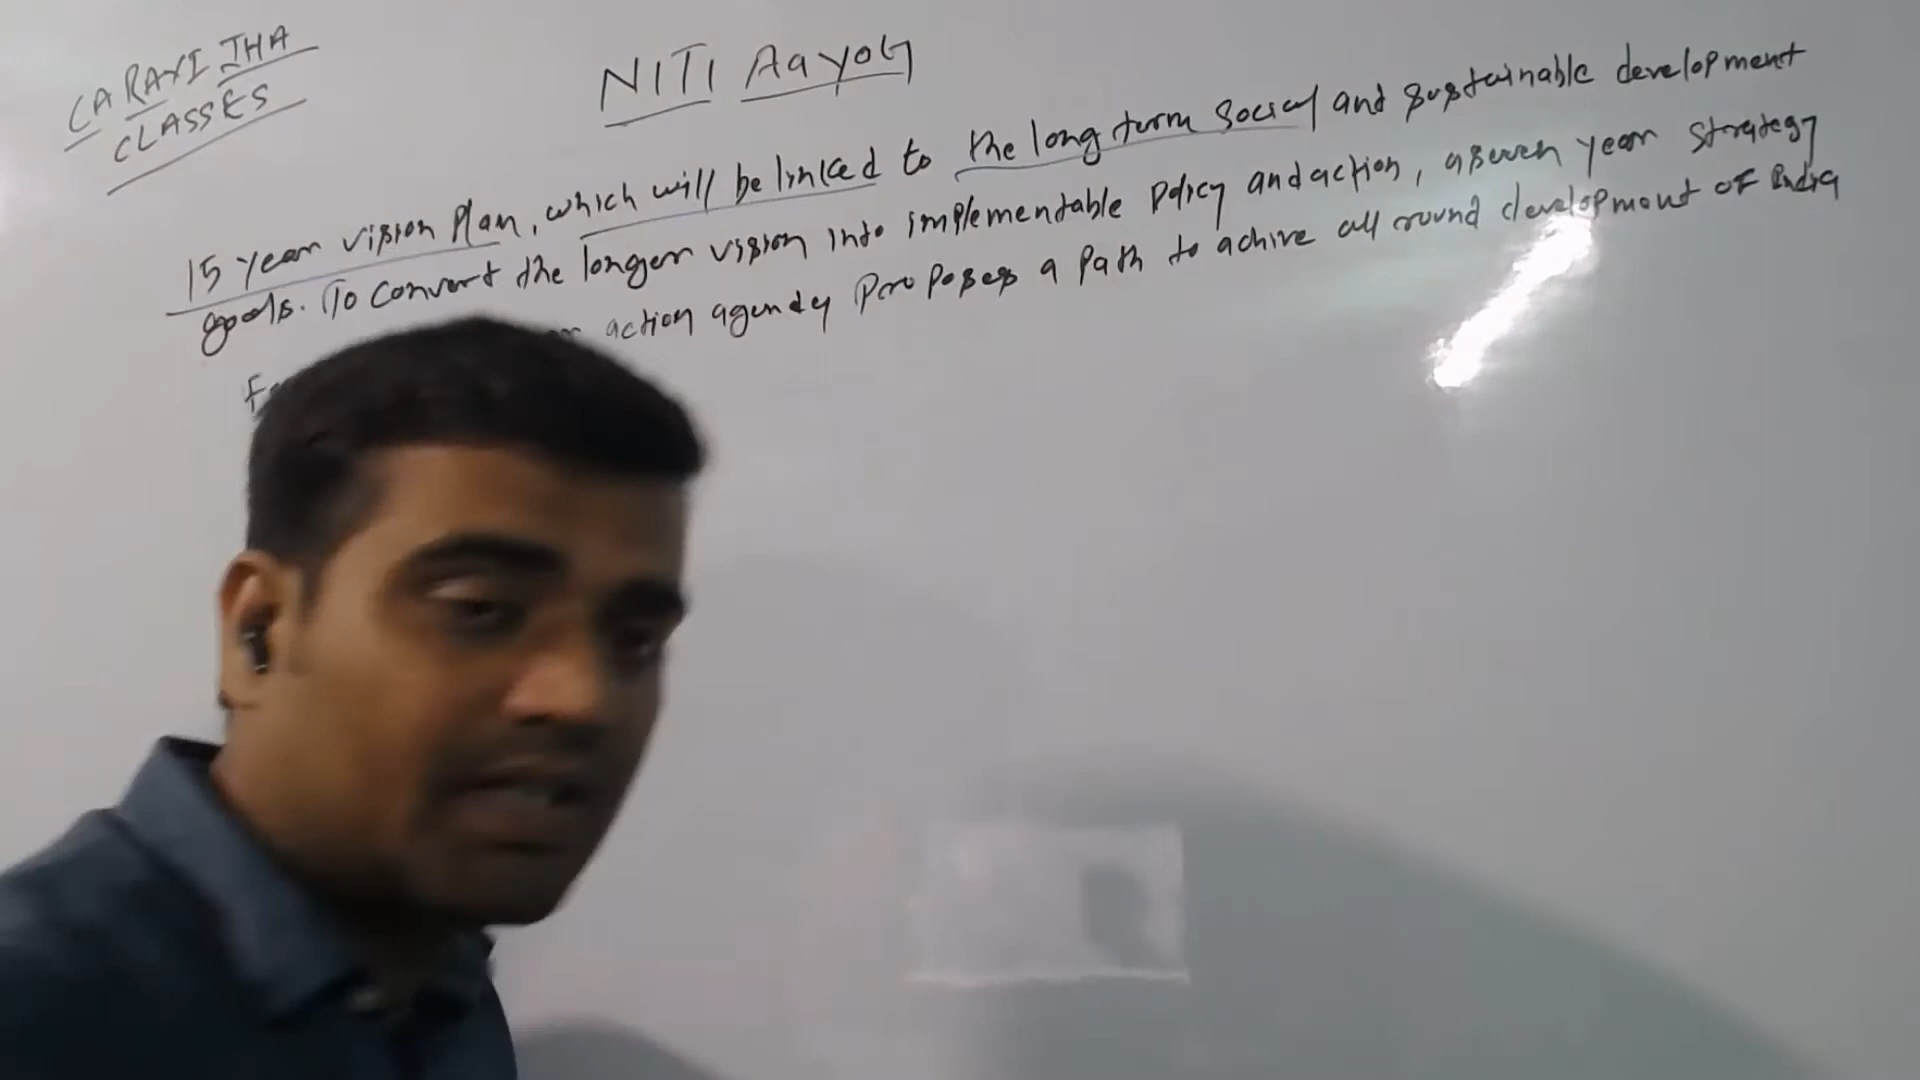 CA RAVI JHA
CLASSES
NITI Aayog
15 year vision plan, which will be linked to the long term social and sustainable development
goals. To convert the longer vision into implementable policy and action, a seven year strategy
action agenda proposes a path to achive all round development of India